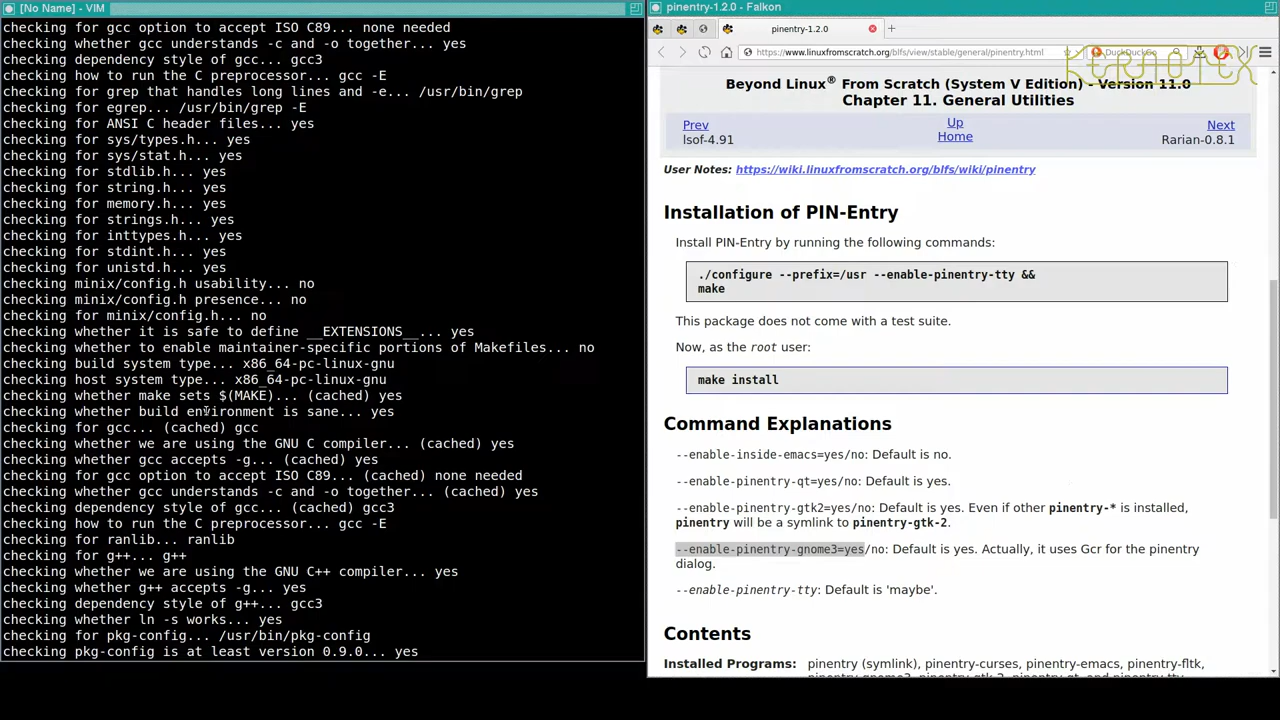 [No Name] - VIM
checking for gcc option to accept ISO C89... none needed
checking whether gcc understands -c and -o together... yes
checking dependency style of gcc... gcc3
checking how to run the C preprocessor... gcc -E
checking for grep that handles long lines and -e... /usr/bin/grep
checking for egrep... /usr/bin/grep -E
checking for ANSI C header files... yes
checking for sys/types.h... yes
checking for sys/stat.h... yes
checking for stdlib.h... yes
checking for string.h... yes
checking for memory.h... yes
checking for strings.h... yes
checking for inttypes.h... yes
checking for stdint.h... yes
checking for unistd.h... yes
checking minix/config.h usability... no
checking minix/config.h presence... no
checking for minix/config.h... no
checking whether it is safe to define __EXTENSIONS__... yes
checking whether to enable maintainer-specific portions of Makefiles... no
checking build system type... x86_64-pc-linux-gnu
checking host system type... x86_64-pc-linux-gnu
checking whether make sets $(MAKE)... (cached) yes
checking whether build environment is sane... yes
checking for gcc... (cached) gcc
checking whether we are using the GNU C compiler... (cached) yes
checking whether gcc accepts -g... (cached) yes
checking for gcc option to accept ISO C89... (cached) none needed
checking whether gcc understands -c and -o together... (cached) yes
checking dependency style of gcc... (cached) gcc3
checking how to run the C preprocessor... gcc -E
checking for ranlib... ranlib
checking for g++... g++
checking whether we are using the GNU C++ compiler... yes
checking whether g++ accepts -g... yes
checking dependency style of g++... gcc3
checking whether ln -s works... yes
checking for pkg-config... /usr/bin/pkg-config
checking pkg-config is at least version 0.9.0... yes
pinentry-1.2.0 - Falkon
pinentry-1.2.0
https://www.linuxfromscratch.org/blfs/view/stable/general/pinentry.html
DuckDuckGo
KERNOTEX
Beyond Linux® From Scratch (System V Edition) - Version 11.0
Chapter 11. General Utilities
Prev Up Next
lsof-4.91 Home Rarian-0.8.1
User Notes: https://wiki.linuxfromscratch.org/blfs/wiki/pinentry
Installation of PIN-Entry
Install PIN-Entry by running the following commands:
./configure --prefix=/usr --enable-pinentry-tty &&
make
This package does not come with a test suite.
Now, as the root user:
make install
Command Explanations
--enable-inside-emacs=yes/no: Default is no.
--enable-pinentry-qt=yes/no: Default is yes.
--enable-pinentry-gtk2=yes/no: Default is yes. Even if other pinentry-* is installed,
pinentry will be a symlink to pinentry-gtk-2.
--enable-pinentry-gnome3=yes/no: Default is yes. Actually, it uses Gcr for the pinentry
dialog.
--enable-pinentry-tty: Default is 'maybe'.
Contents
Installed Programs: pinentry (symlink), pinentry-curses, pinentry-emacs, pinentry-fltk,
pinentry-gnome3, pinentry-gtk-2, pinentry-qt, and pinentry-tty